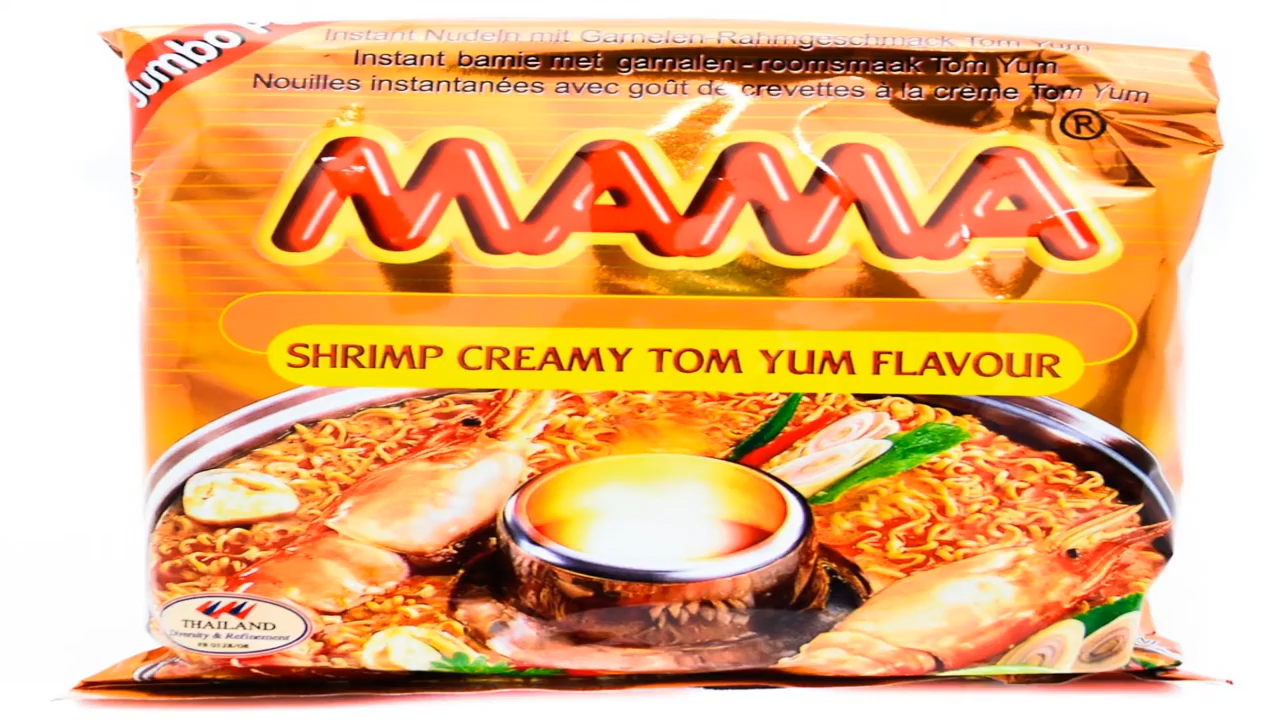 Jumbo
Instant Nudeln mit Garnelen-Rahmgeschmack Tom Yum
Instant bamie met garnalen-roomsmaak Tom Yum
Nouilles instantanées avec goût de crevettes à la crème Tom Yum
MAMA®
SHRIMP CREAMY TOM YUM FLAVOUR
THAILAND
Diversity & Refinement